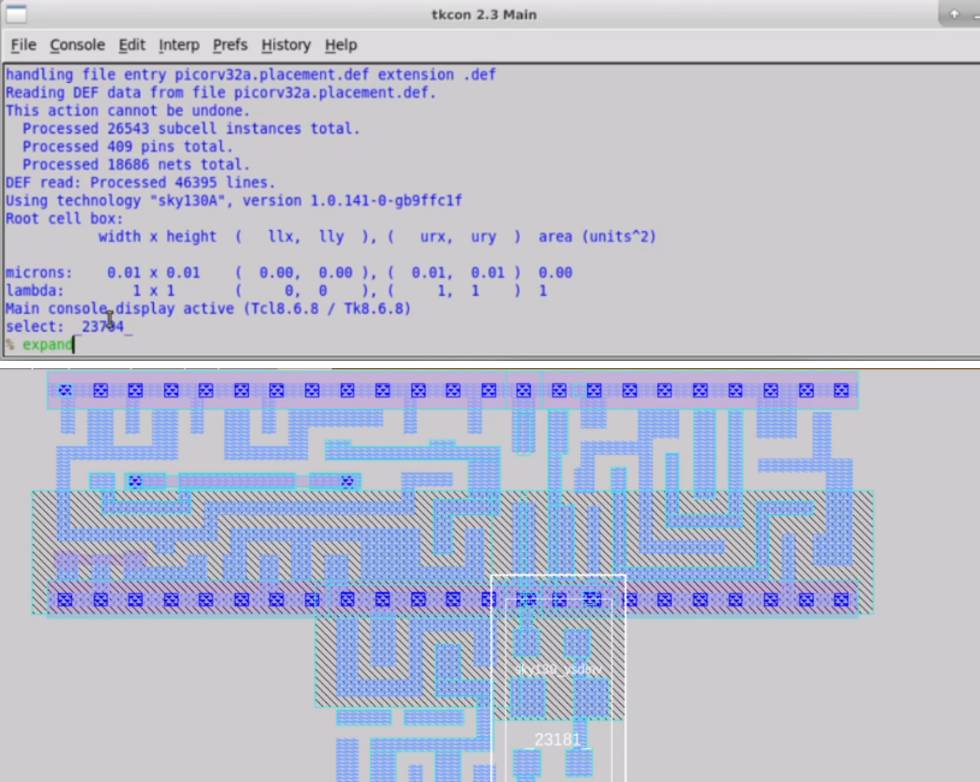 tkcon 2.3 Main
File Console Edit Interp Prefs History Help
handling file entry picorv32a.placement.def extension .def
Reading DEF data from file picorv32a.placement.def.
This action cannot be undone.
Processed 26543 subcell instances total.
Processed 409 pins total.
Processed 18686 nets total.
DEF read: Processed 46395 lines.
Using technology "sky130A", version 1.0.141-0-gb9ffc1f
Root cell box:
width x height ( llx, lly ), ( urx, ury ) area (units^2)
microns: 0.01 x 0.01 ( 0.00, 0.00 ), ( 0.01, 0.01 ) 0.00
lambda: 1 x 1 ( 0, 0 ), ( 1, 1 ) 1
Main console display active (Tcl8.6.8 / Tk8.6.8)
select:
% expand
sky130_vsdinv
_23181_